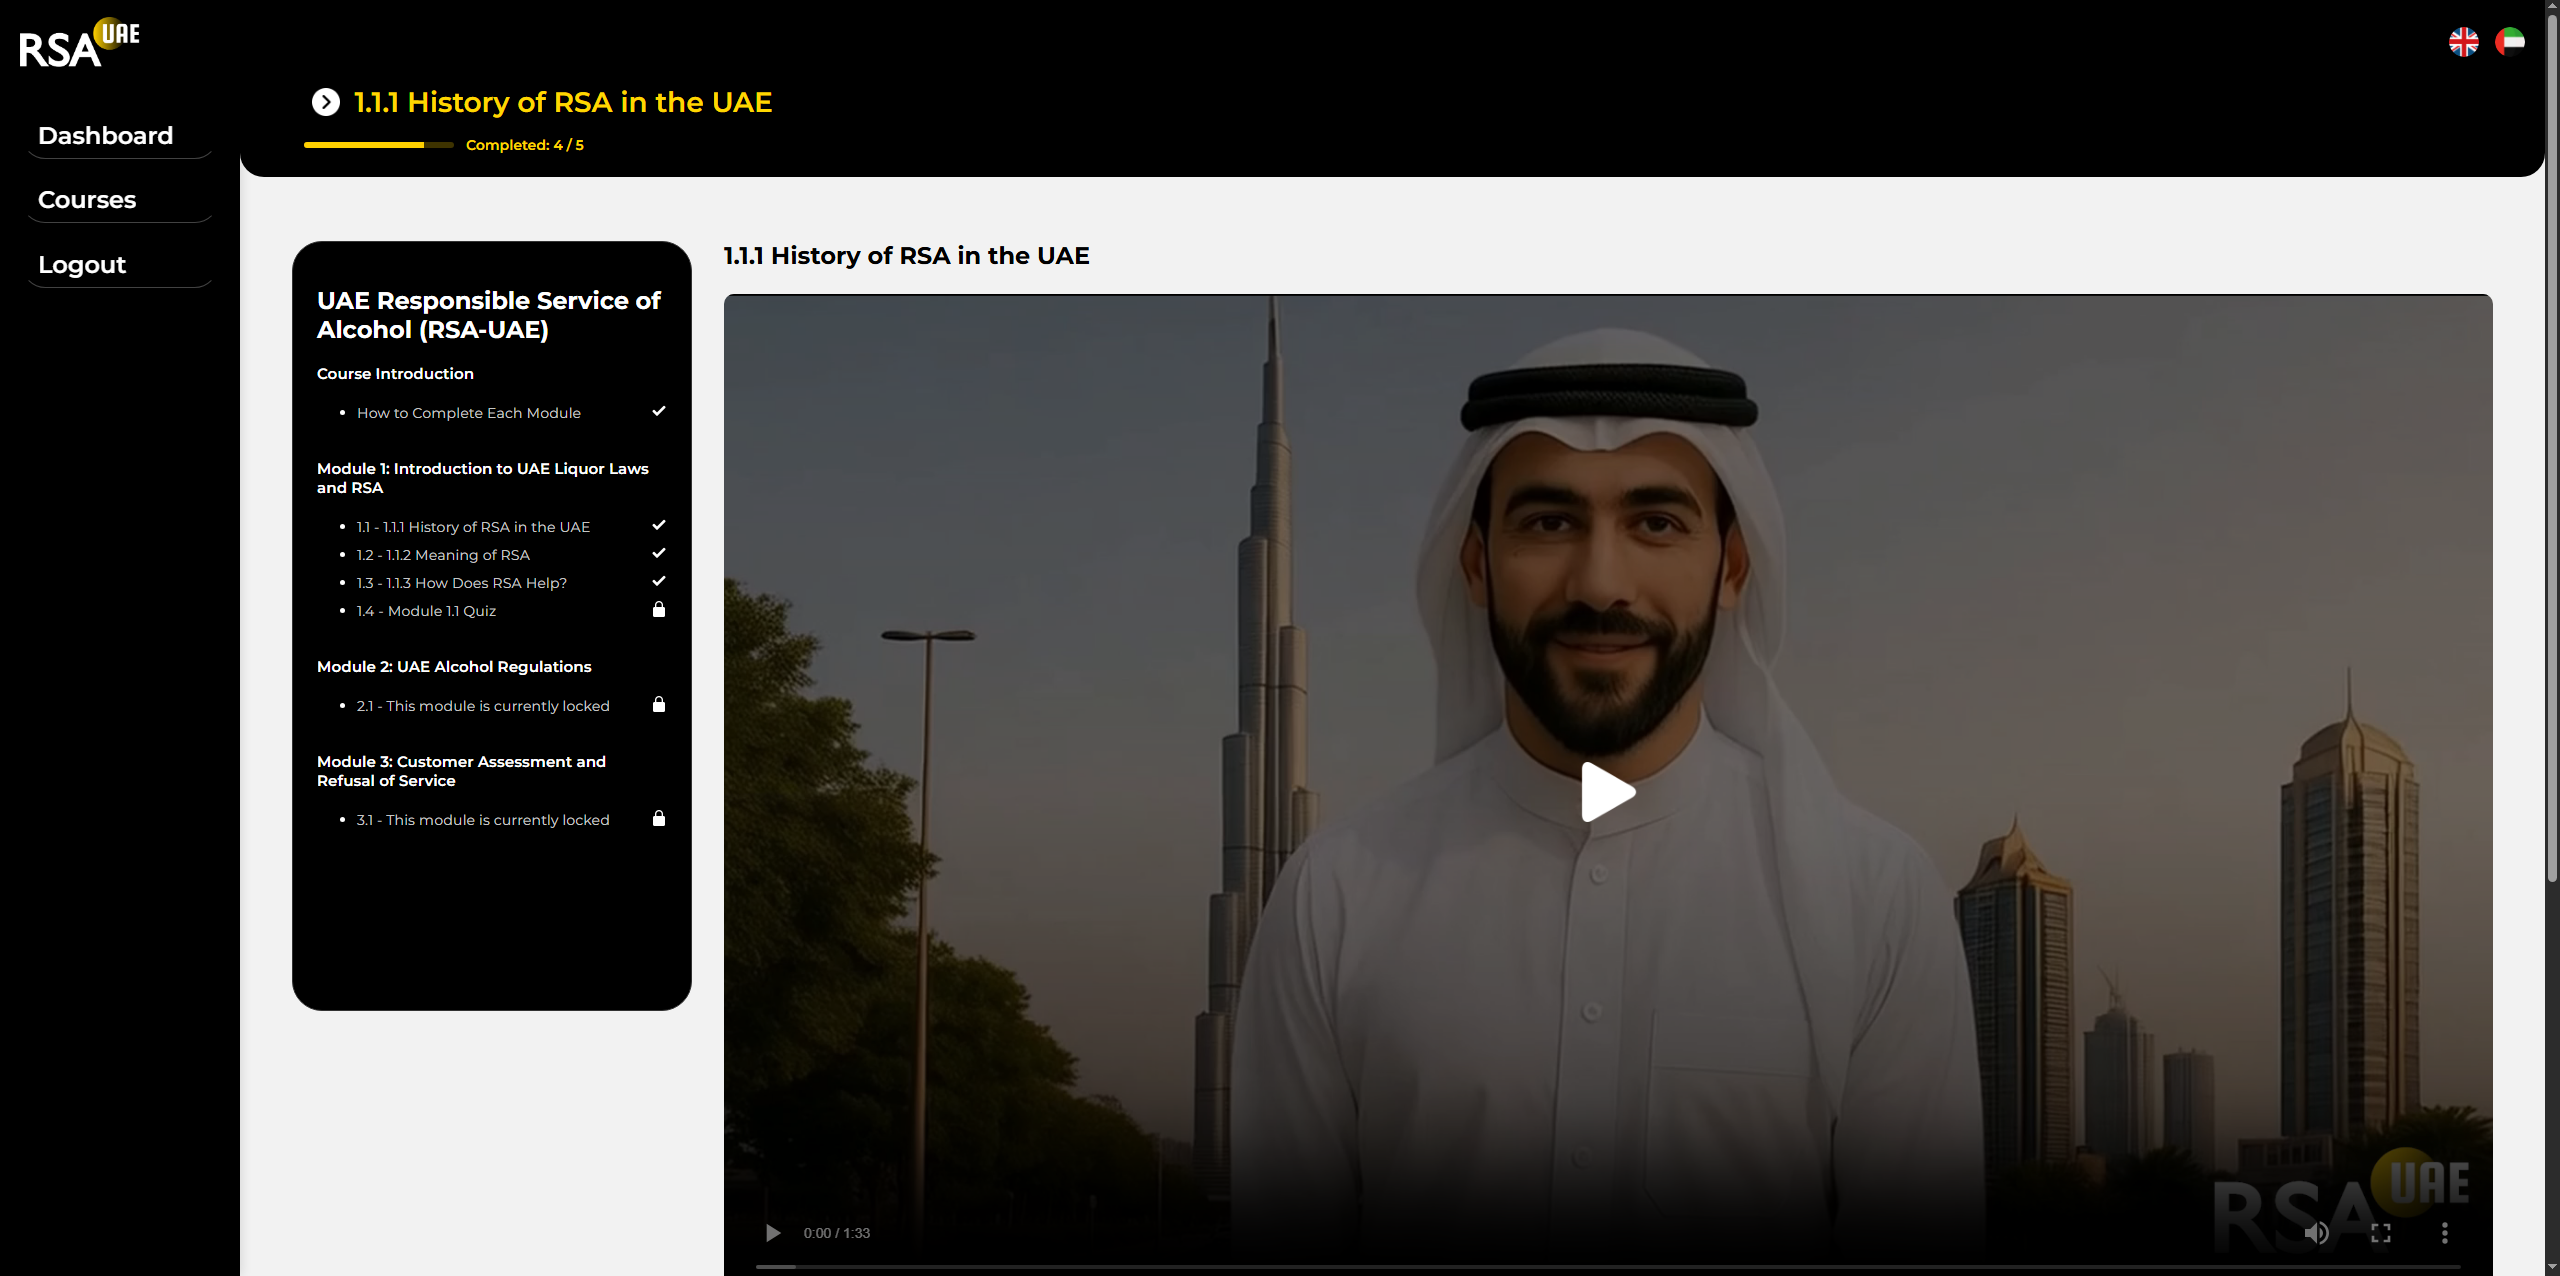 RSA UAE
Dashboard
Courses
Logout
1.1.1 History of RSA in the UAE
Completed: 4 / 5
UAE Responsible Service of
Alcohol (RSA-UAE)
Course Introduction
How to Complete Each Module
Module 1: Introduction to UAE Liquor Laws
and RSA
1.1 - 1.1.1 History of RSA in the UAE
1.2 - 1.1.2 Meaning of RSA
1.3 - 1.1.3 How Does RSA Help?
1.4 - Module 1.1 Quiz
Module 2: UAE Alcohol Regulations
2.1 - This module is currently locked
Module 3: Customer Assessment and
Refusal of Service
3.1 - This module is currently locked
1.1.1 History of RSA in the UAE
RSA UAE
0:00 / 1:33